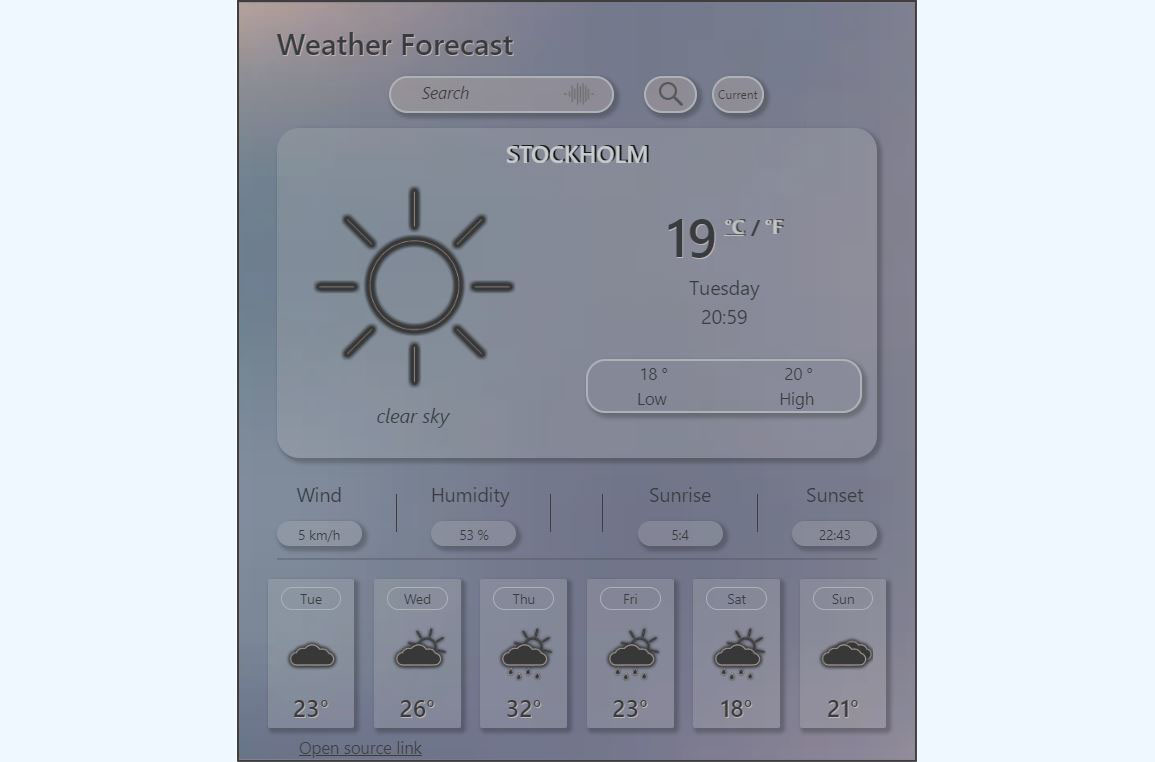 Weather Forecast
Search
Current
STOCKHOLM
19 °C / °F
Tuesday
20:59
18 ° 20 °
Low High
clear sky
Wind Humidity Sunrise Sunset
5 km/h 53 % 5:4 22:43
Tue Wed Thu Fri Sat Sun
23° 26° 32° 23° 18° 21°
Open source link